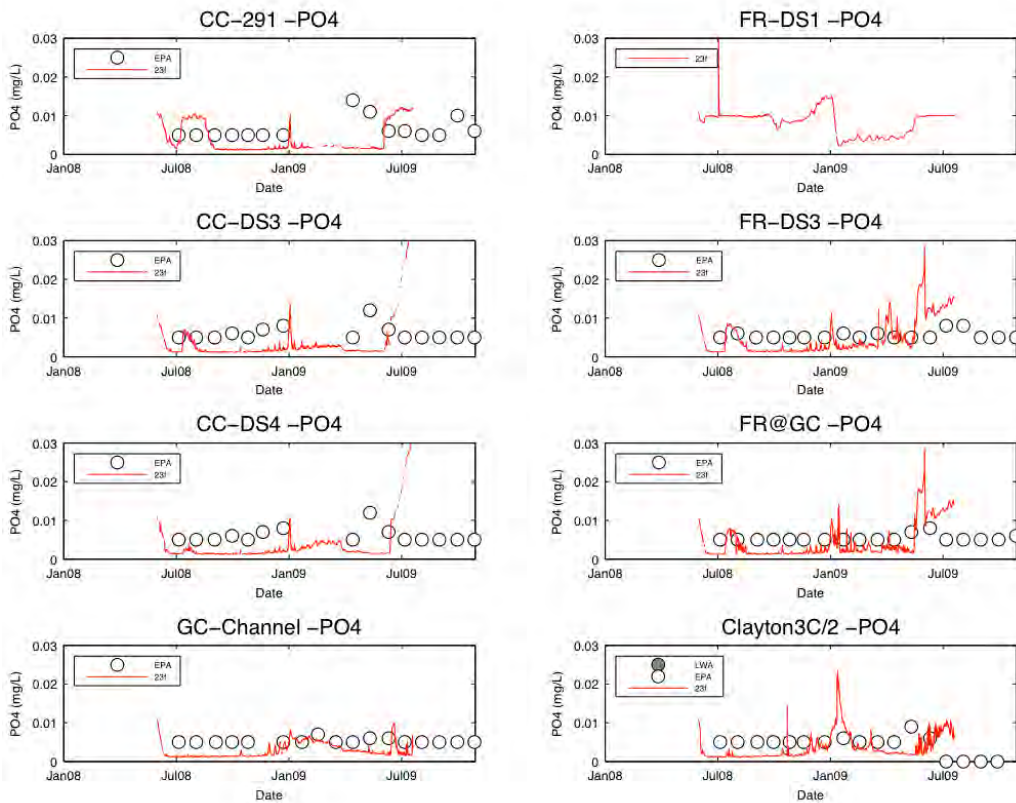 CC−291 −PO4
0.03
0.02
0.01
0
PO4 (mg/L)
EPA
23f
Jan08
Jul08
Jan09
Jul09
Date
FR−DS1 −PO4
0.03
0.02
0.01
0
PO4 (mg/L)
23f
Jan08
Jul08
Jan09
Jul09
Date
CC−DS3 −PO4
0.03
0.02
0.01
0
PO4 (mg/L)
EPA
23f
Jan08
Jul08
Jan09
Jul09
Date
FR−DS3 −PO4
0.03
0.02
0.01
0
PO4 (mg/L)
EPA
23f
Jan08
Jul08
Jan09
Jul09
Date
CC−DS4 −PO4
0.03
0.02
0.01
0
PO4 (mg/L)
EPA
23f
Jan08
Jul08
Jan09
Jul09
Date
FR@GC −PO4
0.03
0.02
0.01
0
PO4 (mg/L)
EPA
23f
Jan08
Jul08
Jan09
Jul09
Date
GC−Channel −PO4
0.03
0.02
0.01
0
PO4 (mg/L)
EPA
23f
Jan08
Jul08
Jan09
Jul09
Date
Clayton3C/2 −PO4
0.03
0.02
0.01
0
PO4 (mg/L)
LWA
EPA
23f
Jan08
Jul08
Jan09
Jul09
Date